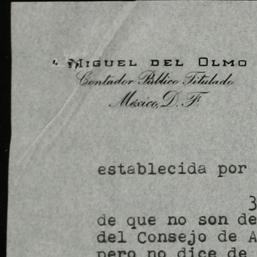 MIGUEL DEL OLMO
Contador Público Titulado
México, D. F.
establecida por
3
de que no son de
del Consejo de A
pero no dice de